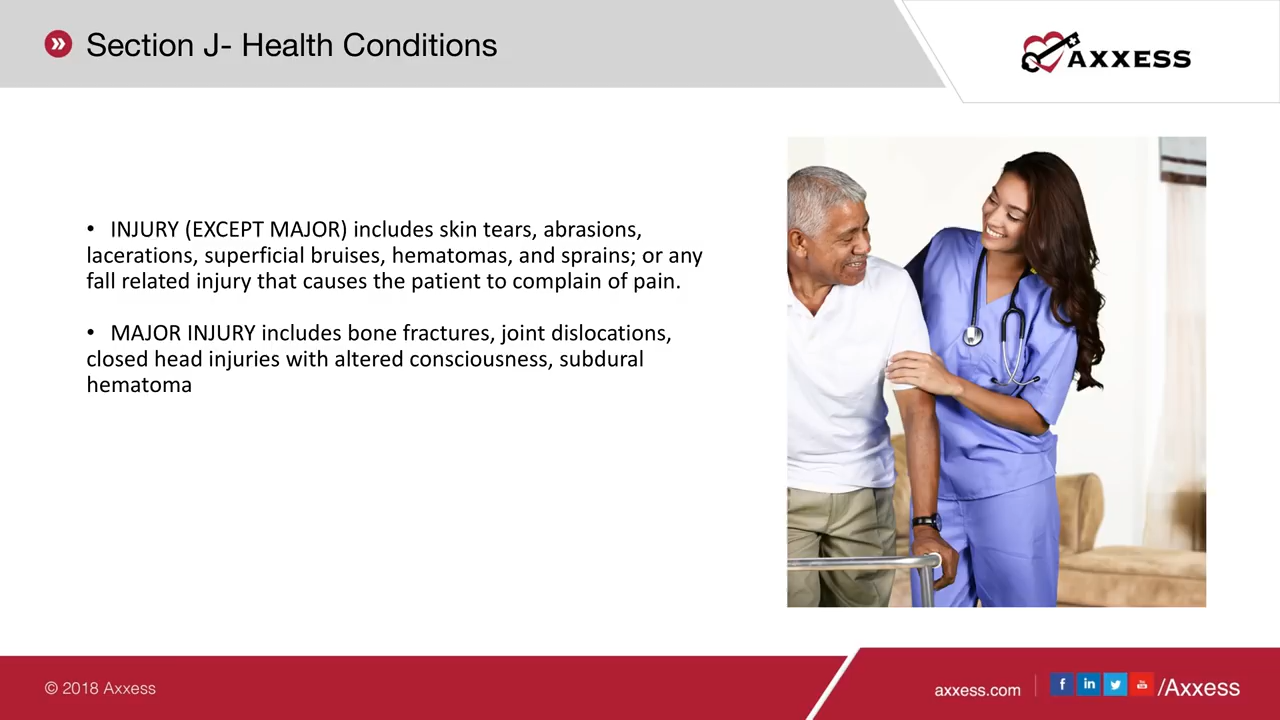 Section J- Health Conditions
AXXESS
• INJURY (EXCEPT MAJOR) includes skin tears, abrasions,
lacerations, superficial bruises, hematomas, and sprains; or any
fall related injury that causes the patient to complain of pain.
• MAJOR INJURY includes bone fractures, joint dislocations,
closed head injuries with altered consciousness, subdural
hematoma
© 2018 Axxess
axxess.com
/Axxess